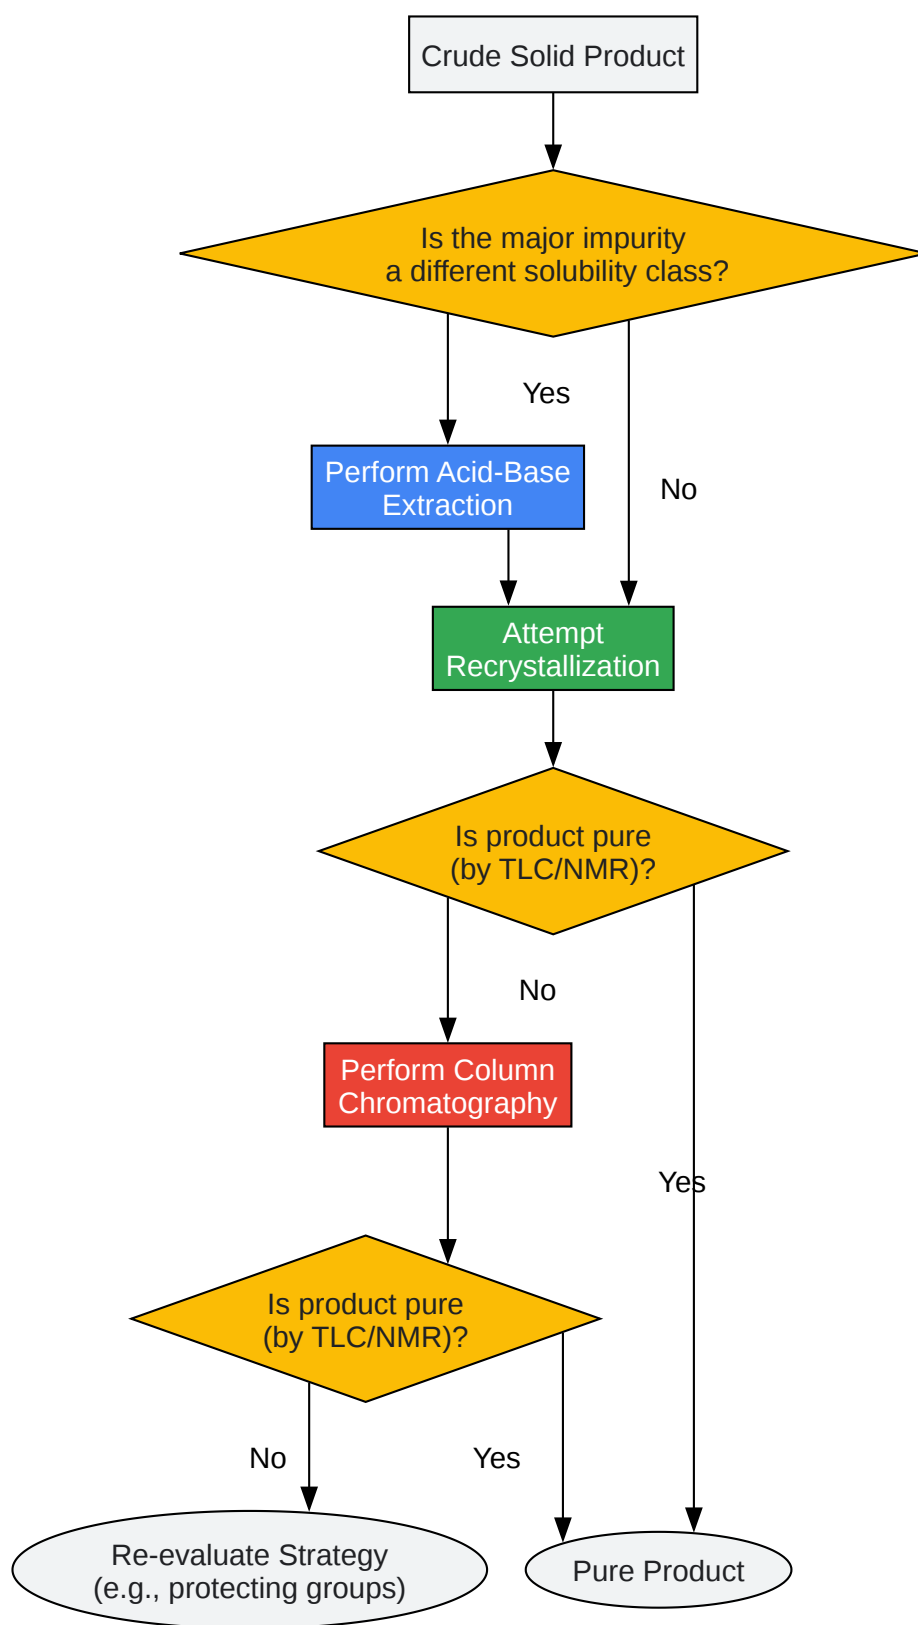 Crude Solid Product
Is the major impurity
a different solubility class?
Yes
Perform Acid-Base
Extraction
No
Attempt
Recrystallization
Is product pure
(by TLC/NMR)?
No
Perform Column
Chromatography
Yes
Is product pure
(by TLC/NMR)?
No
Yes
Re-evaluate Strategy
(e.g., protecting groups)
Pure Product